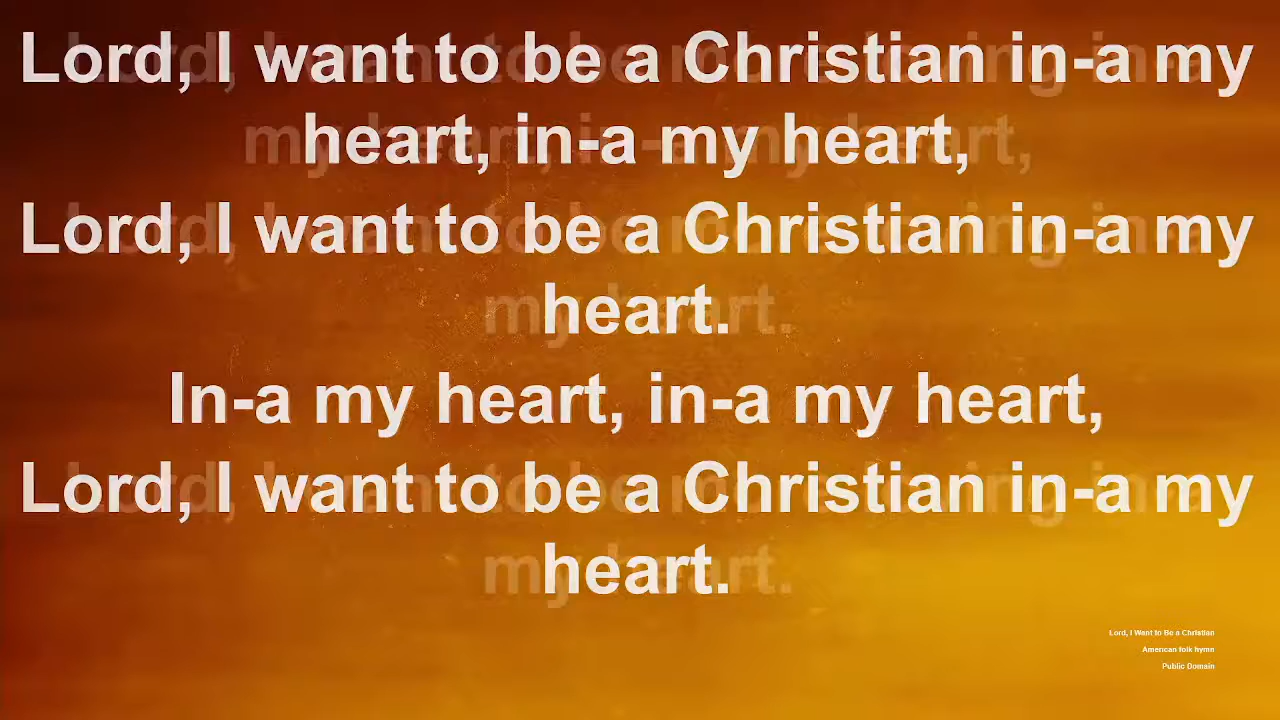 Lord, I want to be a Christian in-a my
heart, in-a my heart,
Lord, I want to be a Christian in-a my
heart.
In-a my heart, in-a my heart,
Lord, I want to be a Christian in-a my
heart.
Lord, I Want to Be a Christian
American folk hymn
Public Domain